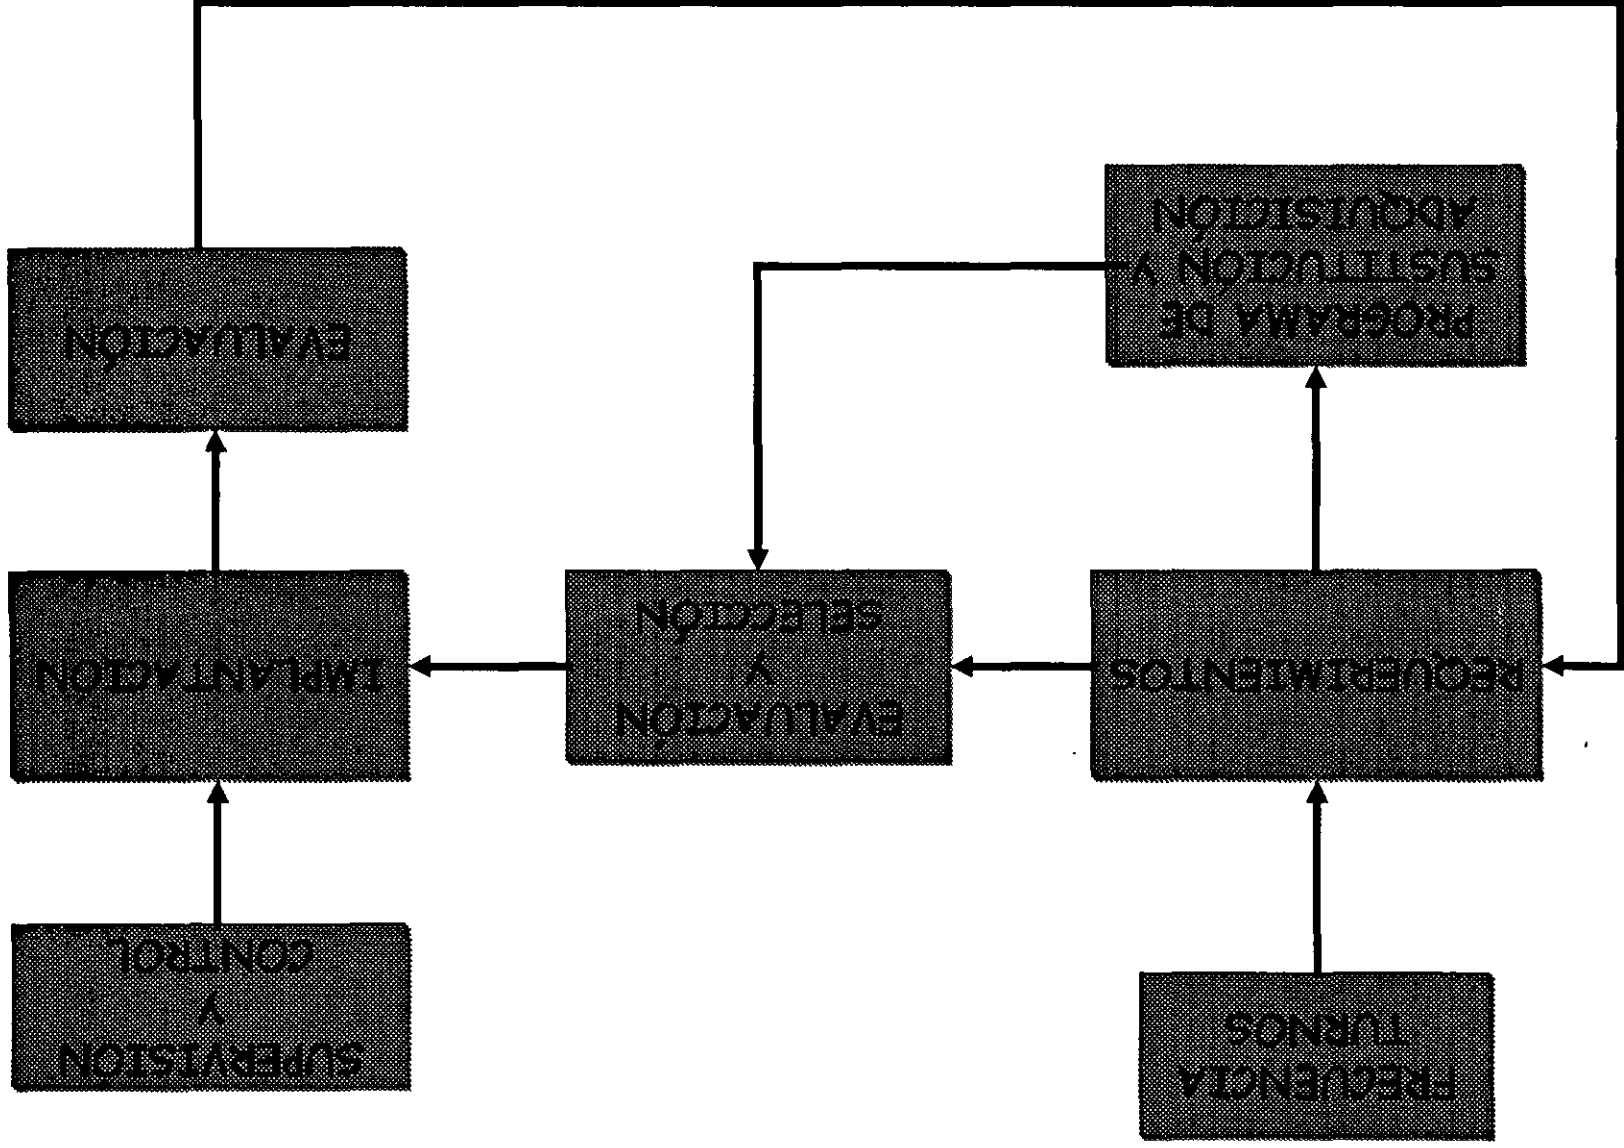 FRECUENCIA
TURNOS
SUPERVISIÓN
Y
CONTROL
REQUERIMIENTOS
EVALUACIÓN
Y
SELECCIÓN
IMPLANTACIÓN
PROGRAMA DE
SUSTITUCIÓN Y
ADQUISICIÓN
EVALUACIÓN